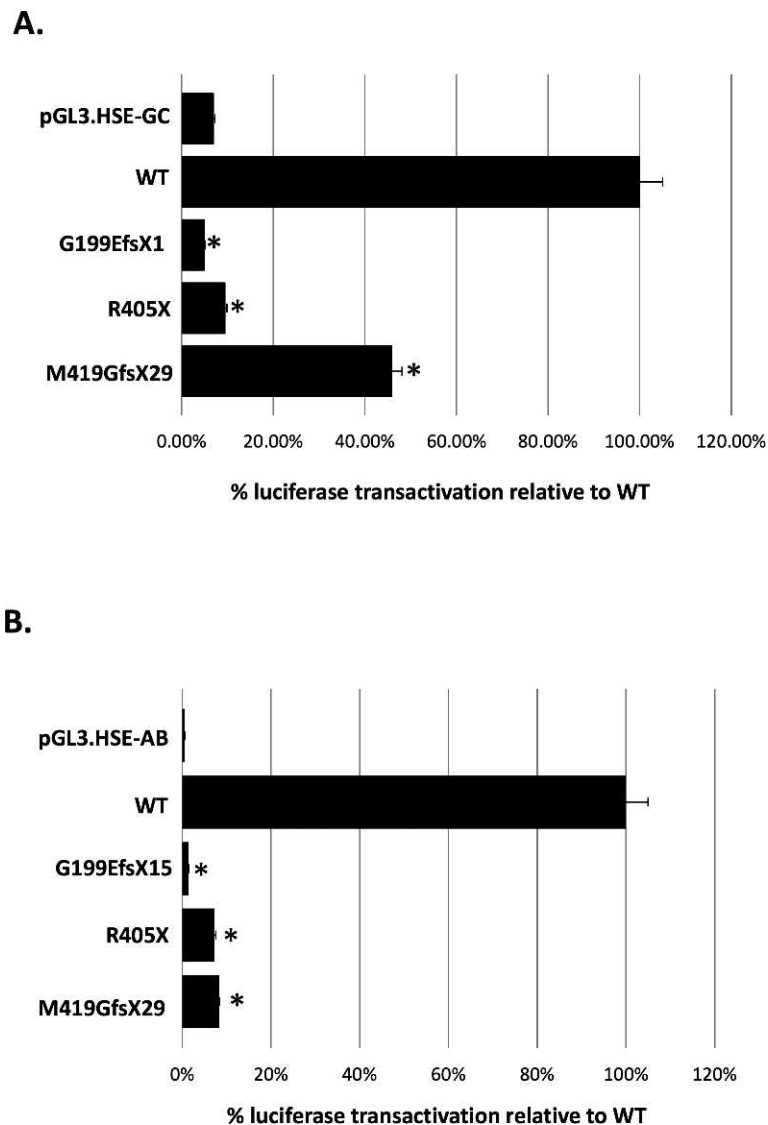 A.
pGL3.HSE-GC
WT
G199EfsX1
*
R405X
*
M419GfsX29
*
0.00% 20.00% 40.00% 60.00% 80.00% 100.00% 120.00%
% luciferase transactivation relative to WT
B.
pGL3.HSE-AB
WT
G199EfsX15
*
R405X
*
M419GfsX29
*
0% 20% 40% 60% 80% 100% 120%
% luciferase transactivation relative to WT